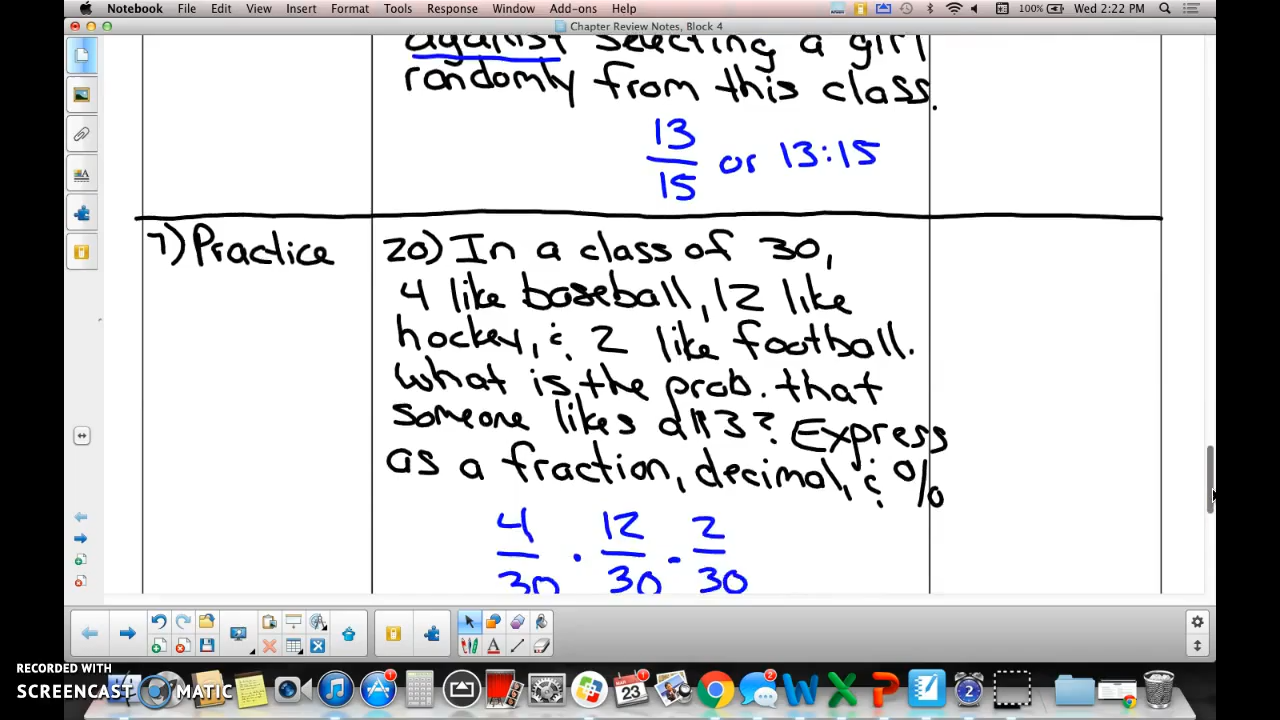 Notebook File Edit View Insert Format Tools Response Window Add-ons Help 100% Wed 2:22 PM
Chapter Review Notes, Block 4
against selecting a girl
randomly from this class.
13
15
or 13:15
7) Practice
20) In a class of 30,
4 like baseball, 12 like
hockey, & 2 like football.
What is the prob. that
someone likes all 3? Express
as a fraction, decimal, & %
4/30 · 12/30 · 2/30
RECORDED WITH
SCREENCAST MATIC